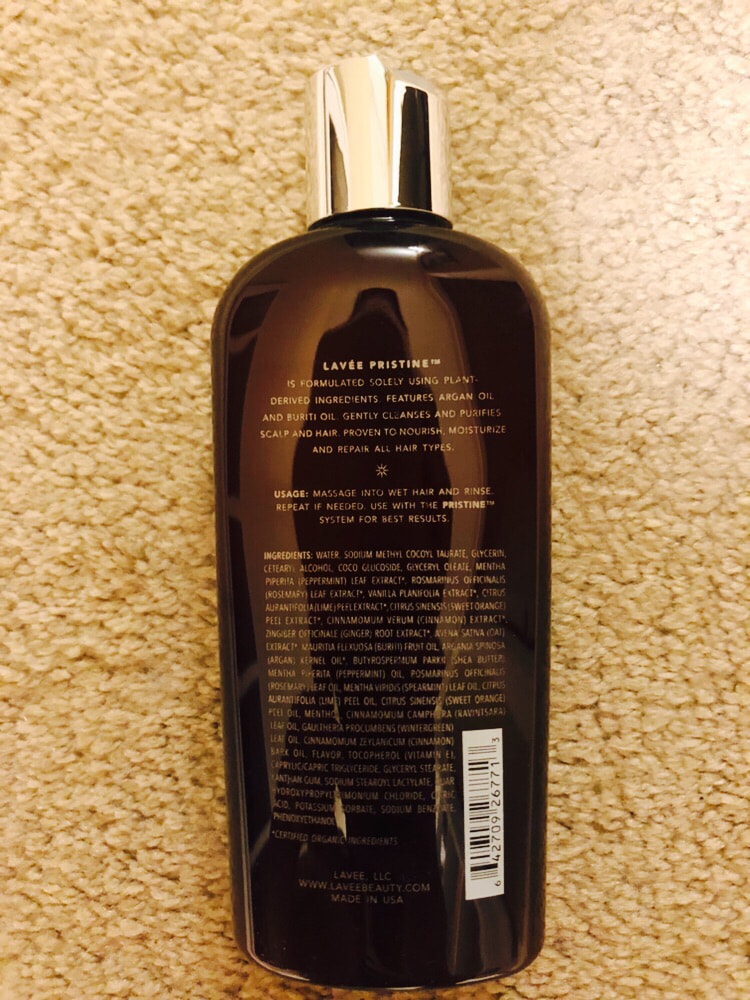 LAVÉE PRISTINE™
IS FORMULATED SOLELY USING PLANT-
DERIVED INGREDIENTS. FEATURES ARGAN OIL
AND BURITI OIL. GENTLY CLEANSES AND PURIFIES
SCALP AND HAIR. PROVEN TO NOURISH, MOISTURIZE
AND REPAIR ALL HAIR TYPES.
USAGE: MASSAGE INTO WET HAIR AND RINSE.
REPEAT IF NEEDED. USE WITH THE PRISTINE™
SYSTEM FOR BEST RESULTS.
INGREDIENTS: WATER, SODIUM METHYL COCOYL TAURATE, GLYCERIN,
CETEARYL ALCOHOL, COCO GLUCOSIDE, GLYCERYL OLEATE, MENTHA
PIPERITA (PEPPERMINT) LEAF EXTRACT*, ROSMARINUS OFFICINALIS
(ROSEMARY) LEAF EXTRACT*, VANILLA PLANIFOLIA EXTRACT*, CITRUS
AURANTIFOLIA (LIME) PEEL EXTRACT*, CITRUS SINENSIS (SWEET ORANGE)
PEEL EXTRACT*, CINNAMOMUM VERUM (CINNAMON) EXTRACT*,
ZINGIBER OFFICINALE (GINGER) ROOT EXTRACT*, AVENA SATIVA (OAT)
EXTRACT*, MAURITIA FLEXUOSA (BURITI) FRUIT OIL, ARGANIA SPINOSA
(ARGAN) KERNEL OIL*, BUTYROSPERMUM PARKII (SHEA BUTTER),
MENTHA PIPERITA (PEPPERMINT) OIL, ROSMARINUS OFFICINALIS
(ROSEMARY) LEAF OIL, MENTHA VIRIDIS (SPEARMINT) LEAF OIL, CITRUS
AURANTIFOLIA (LIME) PEEL OIL, CITRUS SINENSIS (SWEET ORANGE)
PEEL OIL, MENTHOL, CINNAMOMUM CAMPHORA (RAVINTSARA)
LEAF OIL, GAULTHERIA PROCUMBENS (WINTERGREEN)
LEAF OIL, CINNAMOMUM ZEYLANICUM (CINNAMON)
BARK OIL, FLAVOR, TOCOPHEROL (VITAMIN E),
CAPRYLIC/CAPRIC TRIGLYCERIDE, GLYCERYL STEARATE,
XANTHAN GUM, SODIUM STEAROYL LACTYLATE, GUAR
HYDROXYPROPYLTRIMONIUM CHLORIDE, CITRIC
ACID, POTASSIUM SORBATE, SODIUM BENZOATE,
PHENOXYETHANOL
*CERTIFIED ORGANIC INGREDIENTS
LAVÉE, LLC
WWW.LAVEEBEAUTY.COM
MADE IN USA
6 42709 26771 3